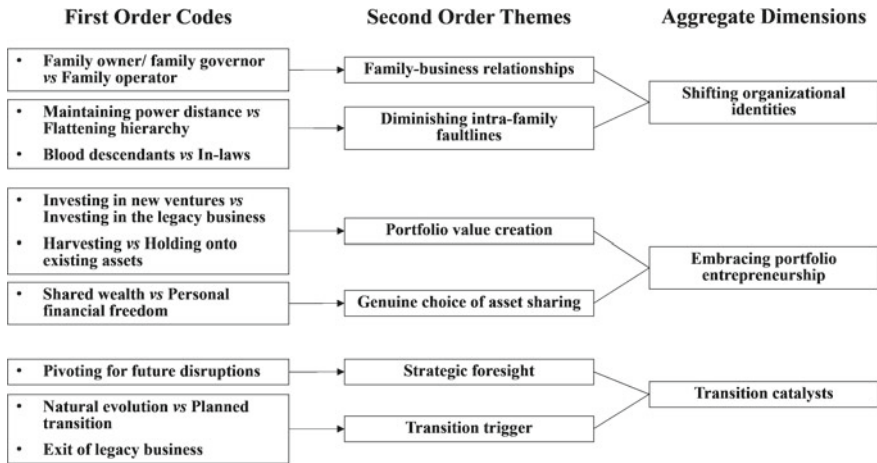 First Order Codes
Second Order Themes
Aggregate Dimensions
• Family owner/ family governor
vs Family operator
Family-business relationships
Shifting organizational
identities
• Maintaining power distance vs
Flattening hierarchy
• Blood descendants vs In-laws
Diminishing intra-family
faultlines
• Investing in new ventures vs
Investing in the legacy business
• Harvesting vs Holding onto
existing assets
Portfolio value creation
Embracing portfolio
entrepreneurship
• Shared wealth vs Personal
financial freedom
Genuine choice of asset sharing
• Pivoting for future disruptions
Strategic foresight
Transition catalysts
• Natural evolution vs Planned
transition
• Exit of legacy business
Transition trigger